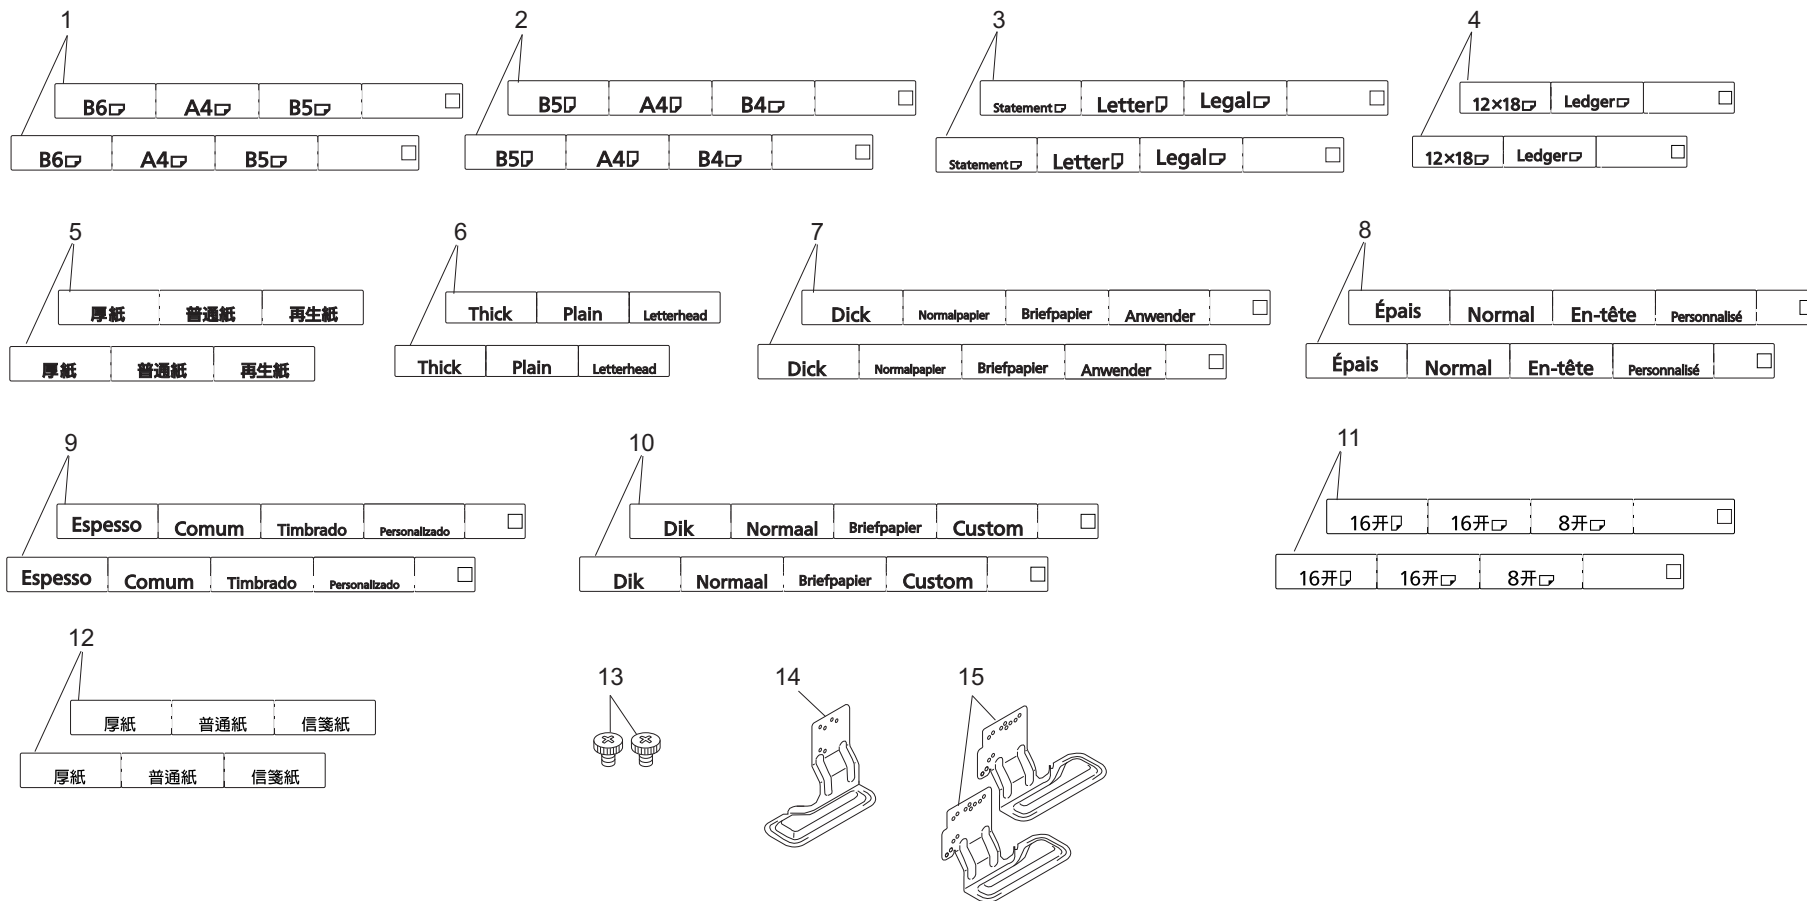 1 2 3 4
B6 A4 B5
B5 A4 B4
Statement Letter Legal
12×18 Ledger
B6 A4 B5
B5 A4 B4
Statement Letter Legal
12×18 Ledger
5 6 7 8
厚紙 普通紙 再生紙
Thick Plain Letterhead
Dick Normalpapier Briefpapier Anwender
Épais Normal En-tête Personnalisé
厚紙 普通紙 再生紙
Thick Plain Letterhead
Dick Normalpapier Briefpapier Anwender
Épais Normal En-tête Personnalisé
9 10 11
Espesso Comum Timbrado Personalizado
Dik Normaal Briefpapier Custom
16开 16开 8开
Espesso Comum Timbrado Personalizado
Dik Normaal Briefpapier Custom
16开 16开 8开
12 13 14 15
厚紙 普通紙 信箋紙
厚紙 普通紙 信箋紙